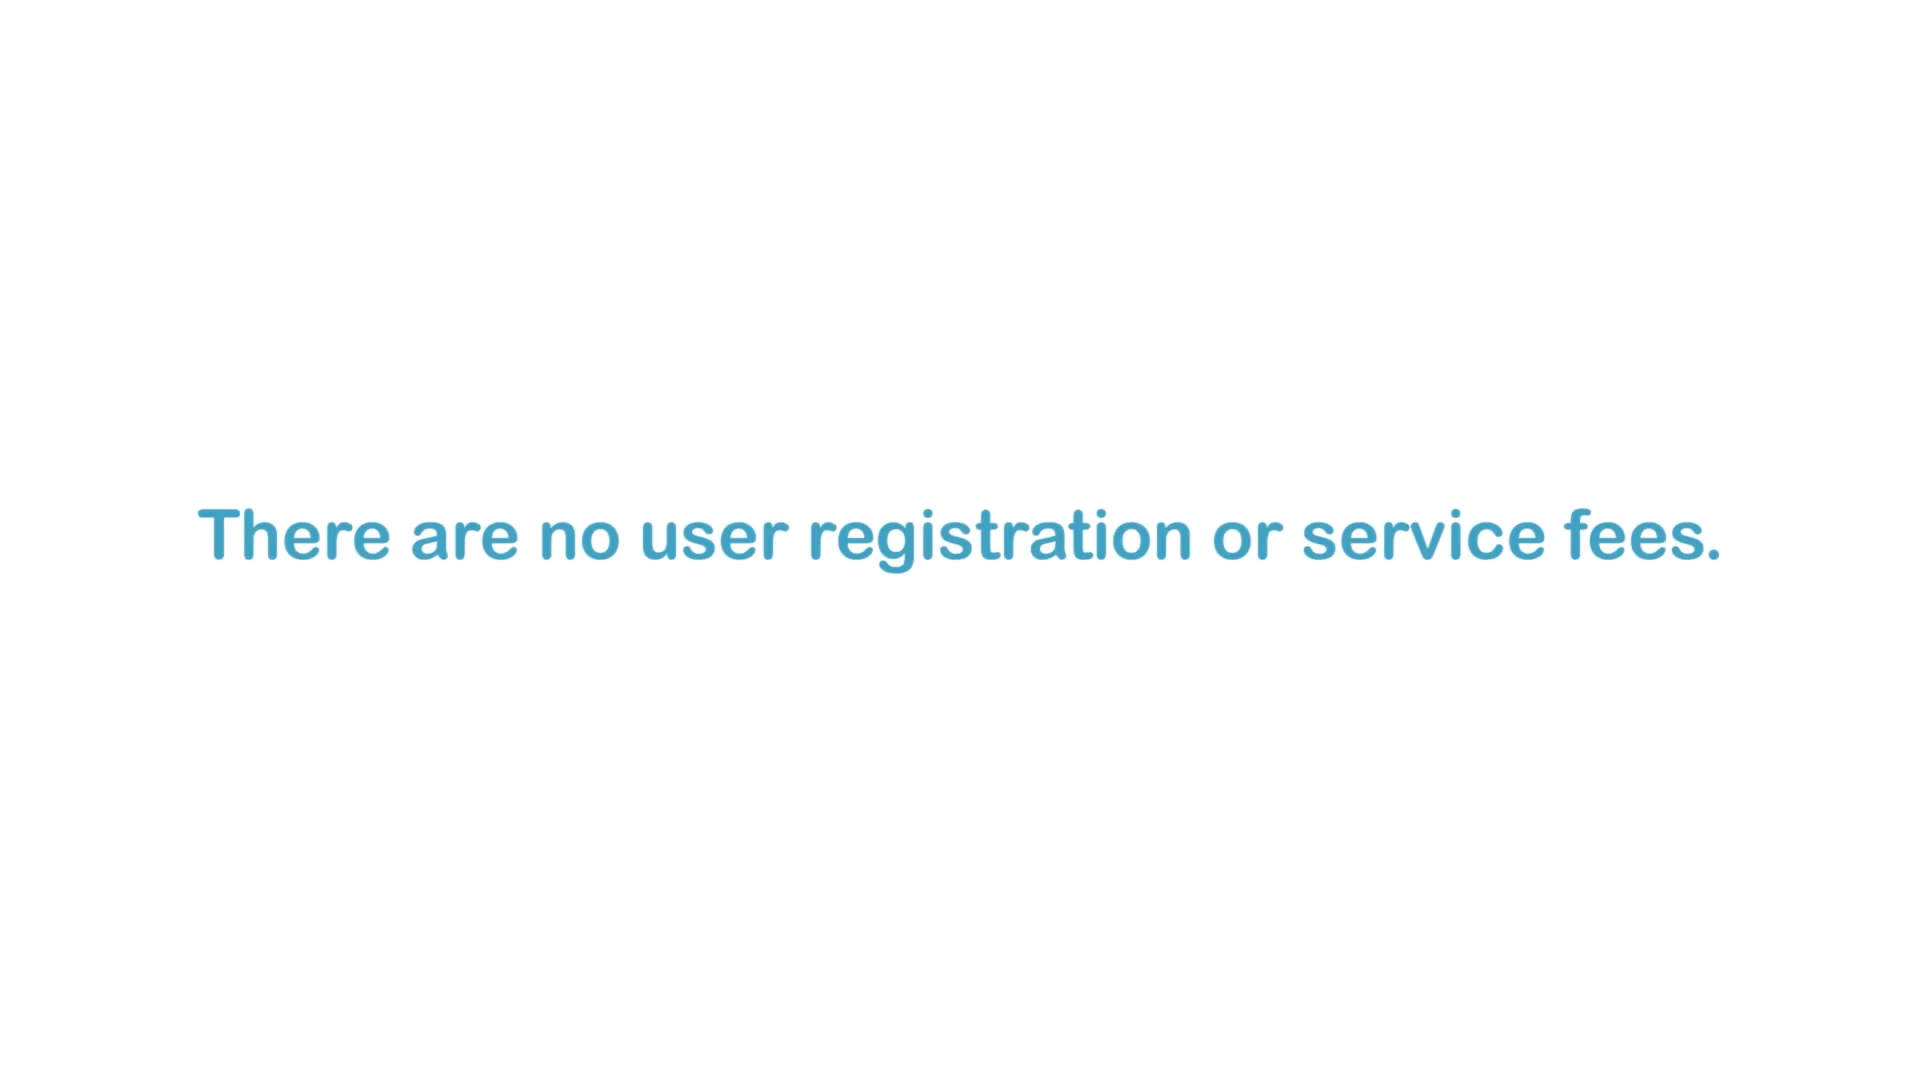 There are no user registration or service fees.